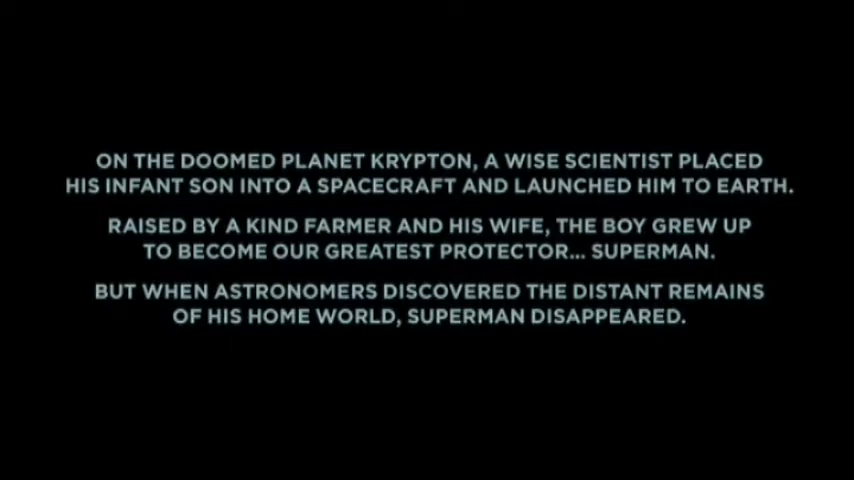 ON THE DOOMED PLANET KRYPTON, A WISE SCIENTIST PLACED
HIS INFANT SON INTO A SPACECRAFT AND LAUNCHED HIM TO EARTH.
RAISED BY A KIND FARMER AND HIS WIFE, THE BOY GREW UP
TO BECOME OUR GREATEST PROTECTOR... SUPERMAN.
BUT WHEN ASTRONOMERS DISCOVERED THE DISTANT REMAINS
OF HIS HOME WORLD, SUPERMAN DISAPPEARED.